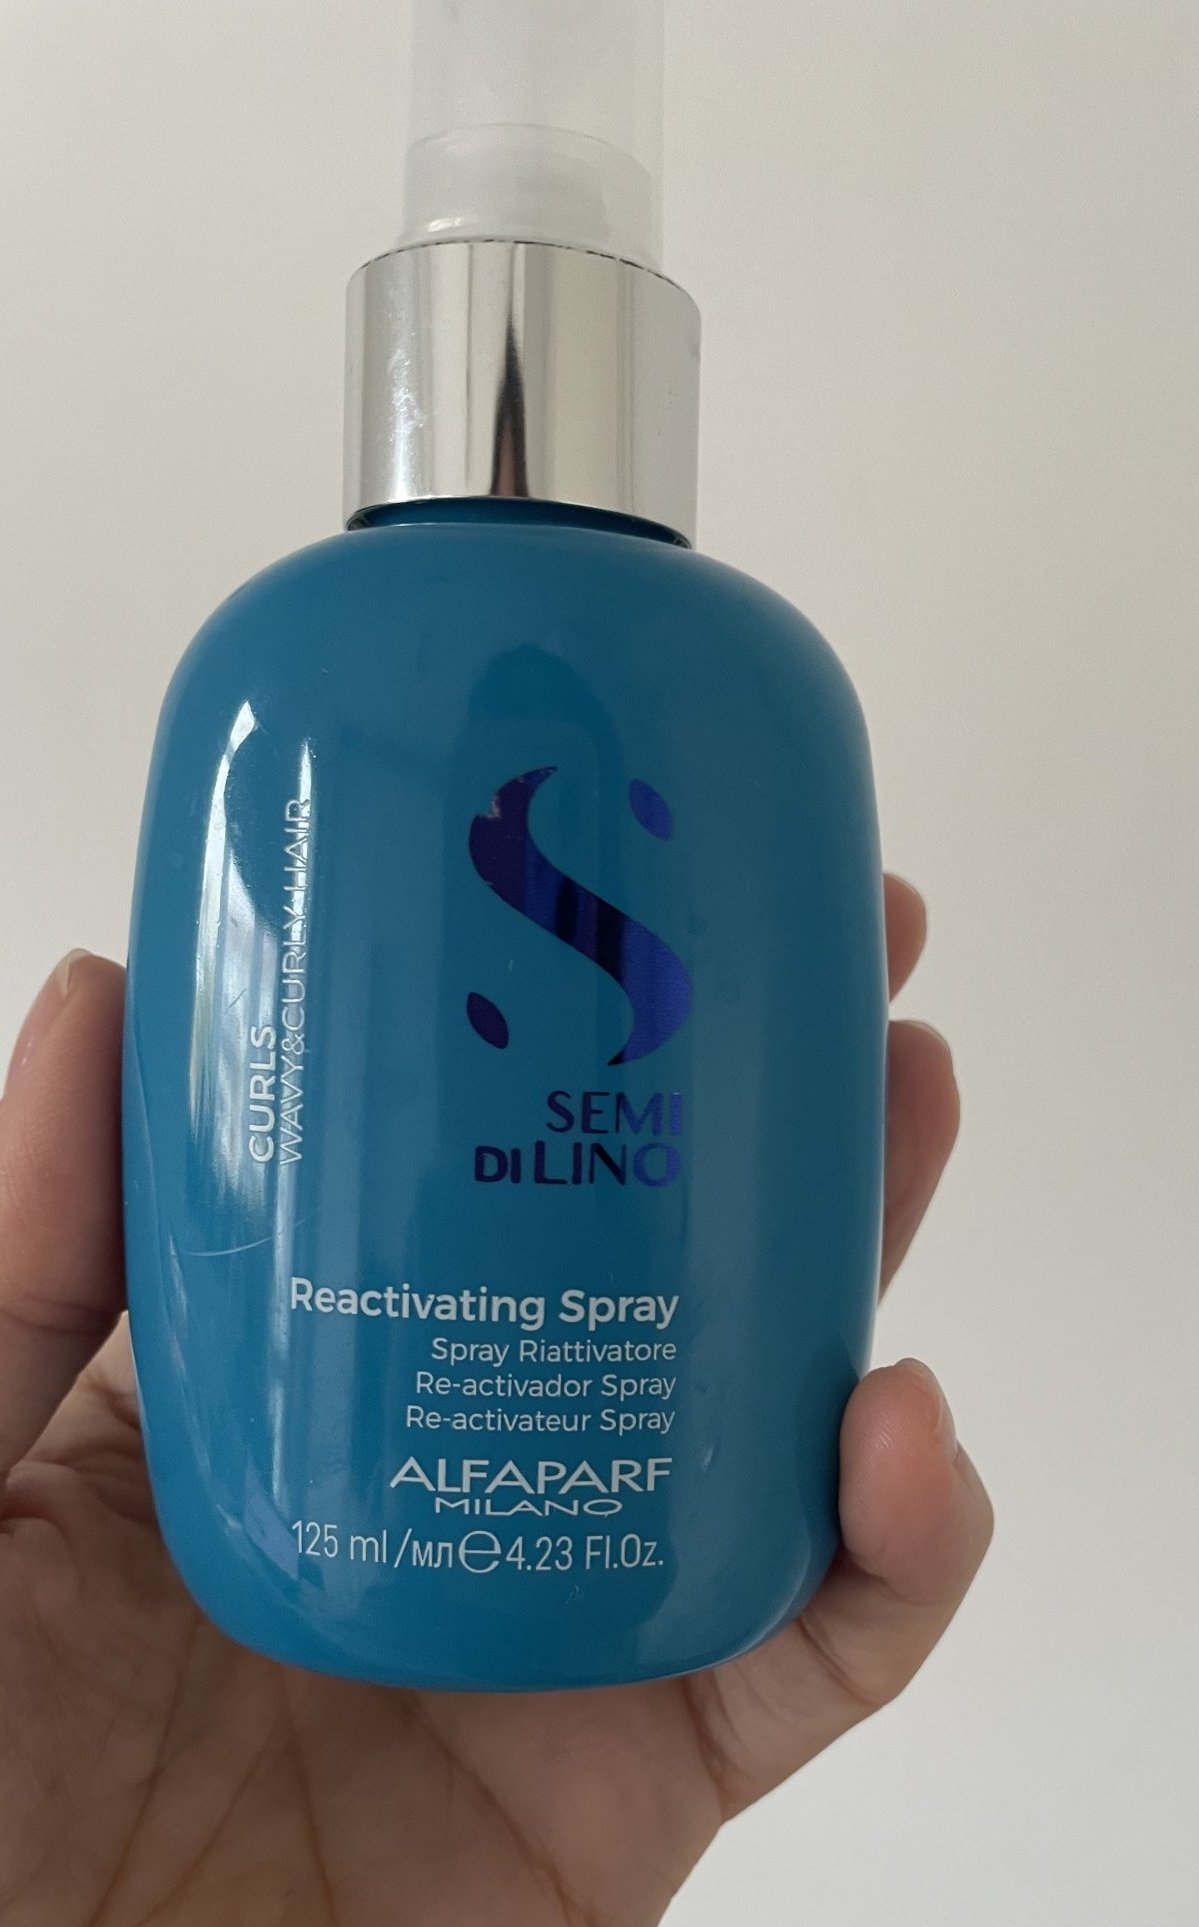 CURLS
WAVY&CURLY HAIR
SEMI
DI LINO
Reactivating Spray
Spray Riattivatore
Re-activador Spray
Re-activateur Spray
ALFAPARF
MILANO
125 ml/мл℮4.23 Fl.Oz.